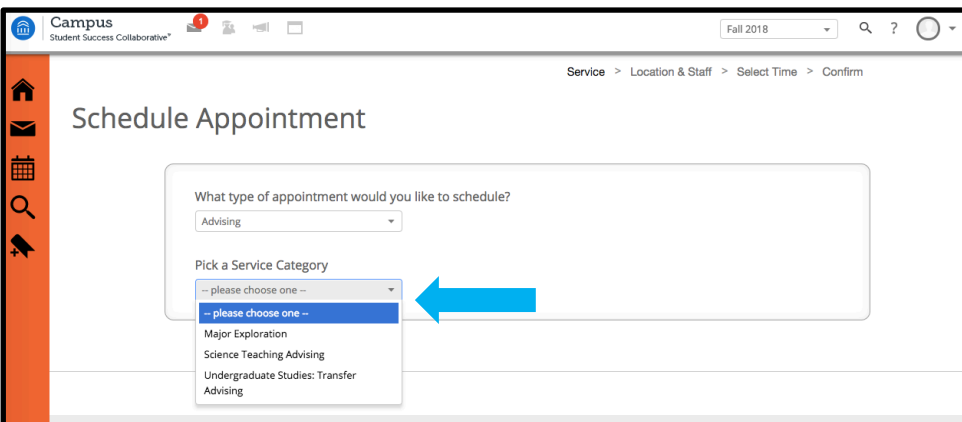 Campus
Student Success Collaborative™
1
Fall 2018
?
Service > Location & Staff > Select Time > Confirm
Schedule Appointment
What type of appointment would you like to schedule?
Advising
Pick a Service Category
-- please choose one --
-- please choose one --
Major Exploration
Science Teaching Advising
Undergraduate Studies: Transfer
Advising